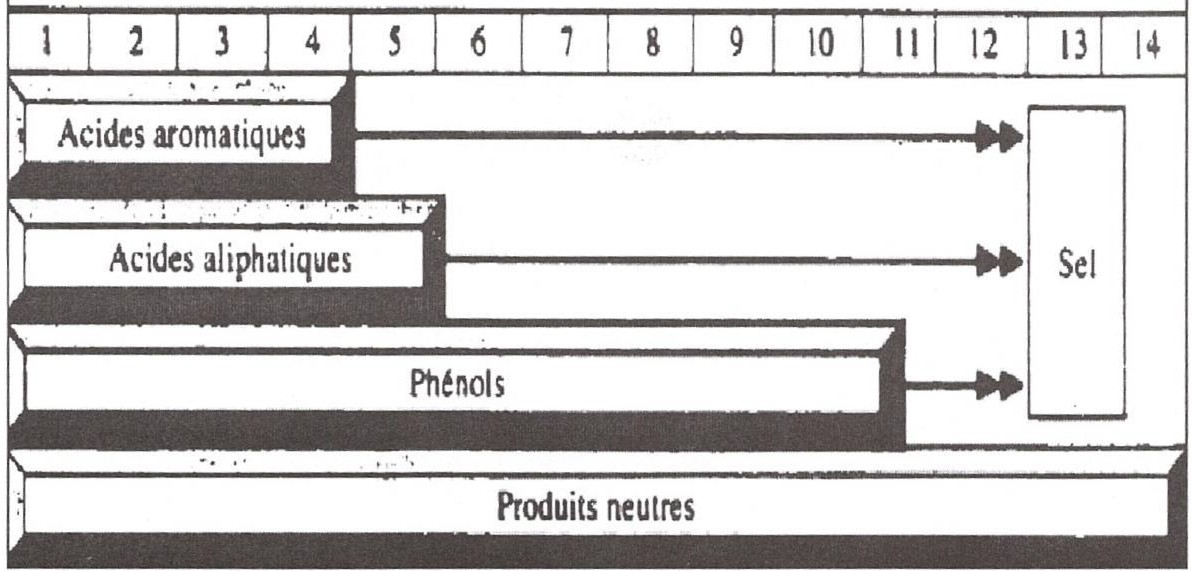 1 2 3 4 5 6 7 8 9 10 11 12 13 14
Acides aromatiques
Acides aliphatiques
Sel
Phénols
Produits neutres